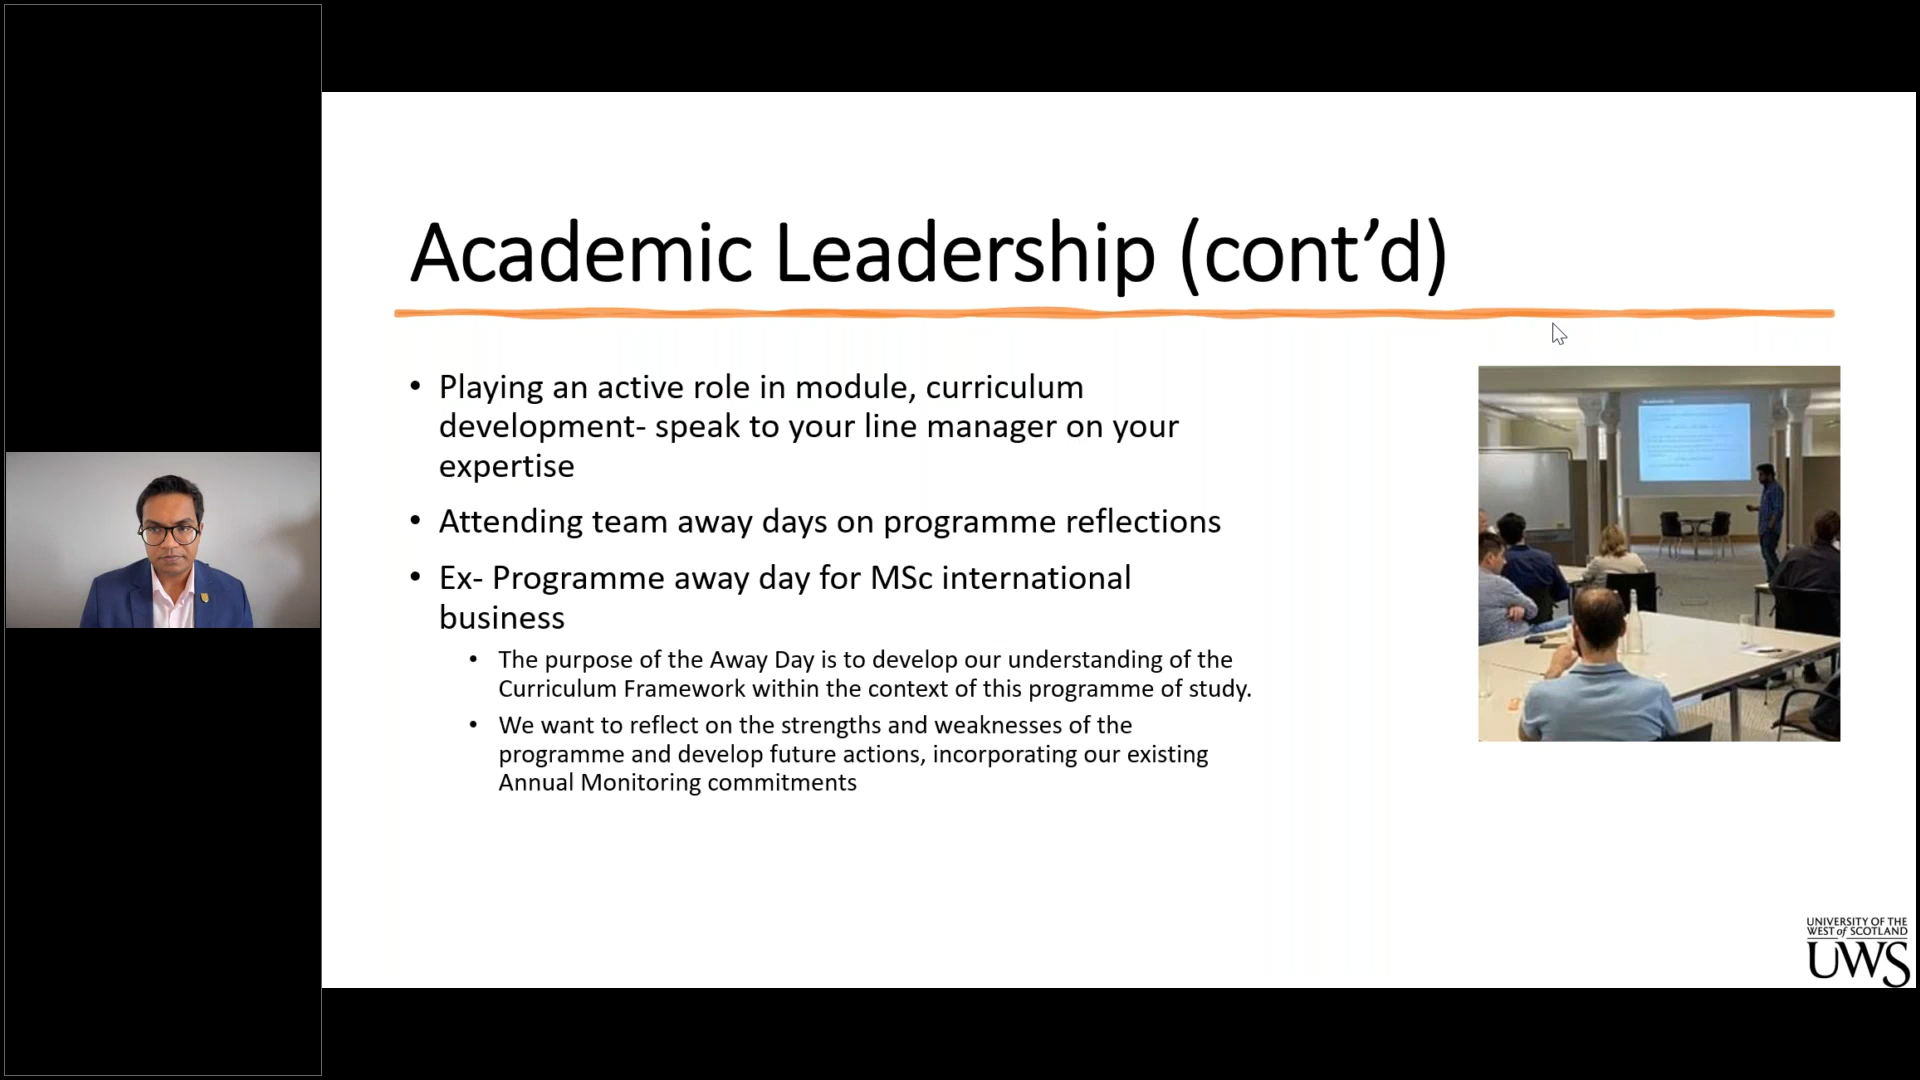 Academic Leadership (cont’d)
• Playing an active role in module, curriculum
development- speak to your line manager on your
expertise
• Attending team away days on programme reflections
• Ex- Programme away day for MSc international
business
• The purpose of the Away Day is to develop our understanding of the
Curriculum Framework within the context of this programme of study.
• We want to reflect on the strengths and weaknesses of the
programme and develop future actions, incorporating our existing
Annual Monitoring commitments
UNIVERSITY OF THE
WEST of SCOTLAND
UWS